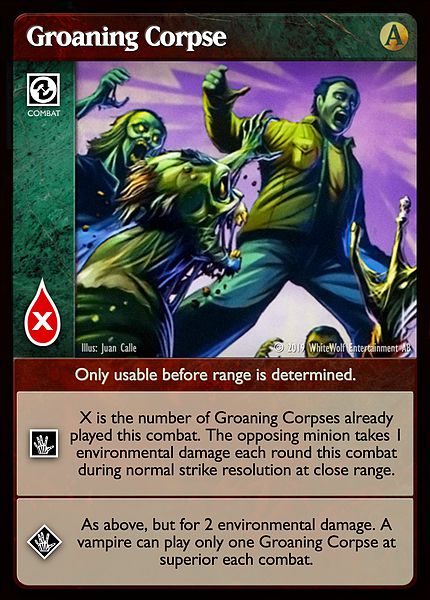 Groaning Corpse
A
COMBAT
X
Illus: Juan Calle
© 2019 WhiteWolf Entertainment AB
Only usable before range is determined.
X is the number of Groaning Corpses already
played this combat. The opposing minion takes 1
environmental damage each round this combat
during normal strike resolution at close range.
As above, but for 2 environmental damage. A
vampire can play only one Groaning Corpse at
superior each combat.